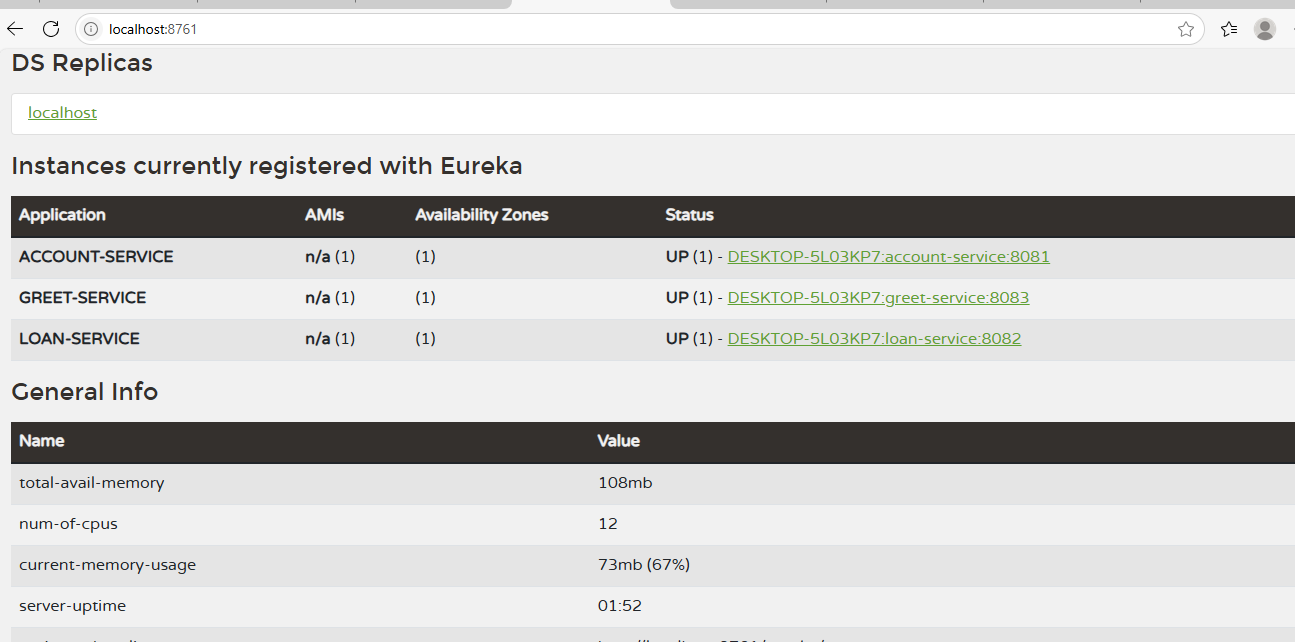 localhost:8761
DS Replicas
localhost
Instances currently registered with Eureka
Application AMIs Availability Zones Status
ACCOUNT-SERVICE n/a (1) (1) UP (1) - DESKTOP-5L03KP7:account-service:8081
GREET-SERVICE n/a (1) (1) UP (1) - DESKTOP-5L03KP7:greet-service:8083
LOAN-SERVICE n/a (1) (1) UP (1) - DESKTOP-5L03KP7:loan-service:8082
General Info
Name Value
total-avail-memory 108mb
num-of-cpus 12
current-memory-usage 73mb (67%)
server-uptime 01:52